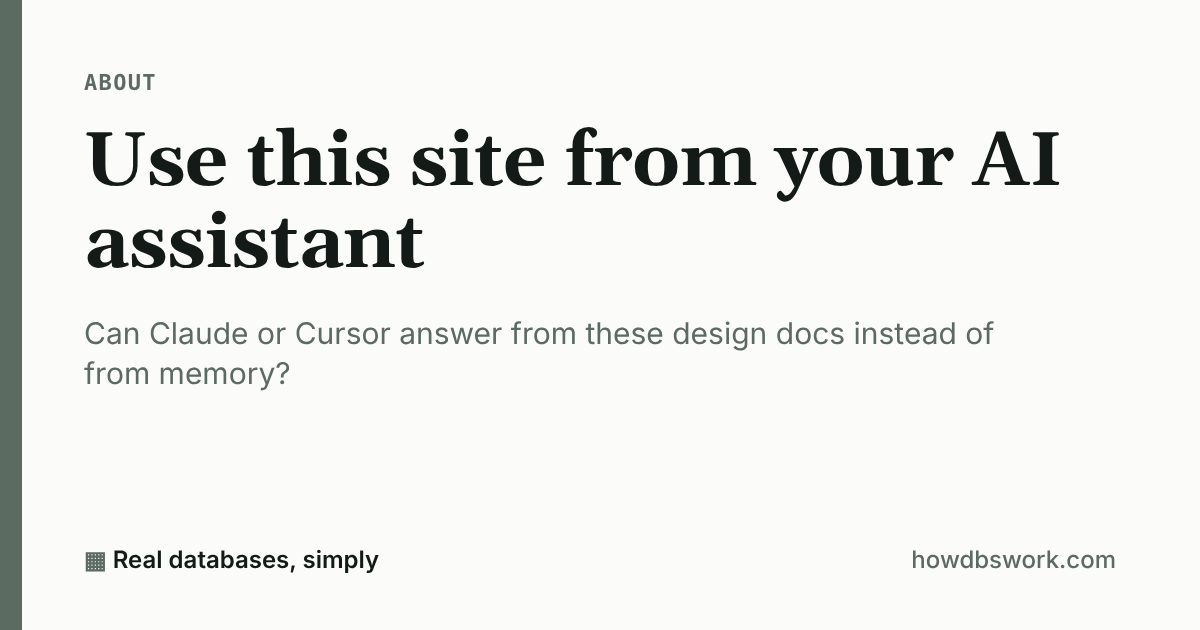 ABOUT
Use this site from your AI
assistant
Can Claude or Cursor answer from these design docs instead of
from memory?
▦ Real databases, simply
howdbswork.com